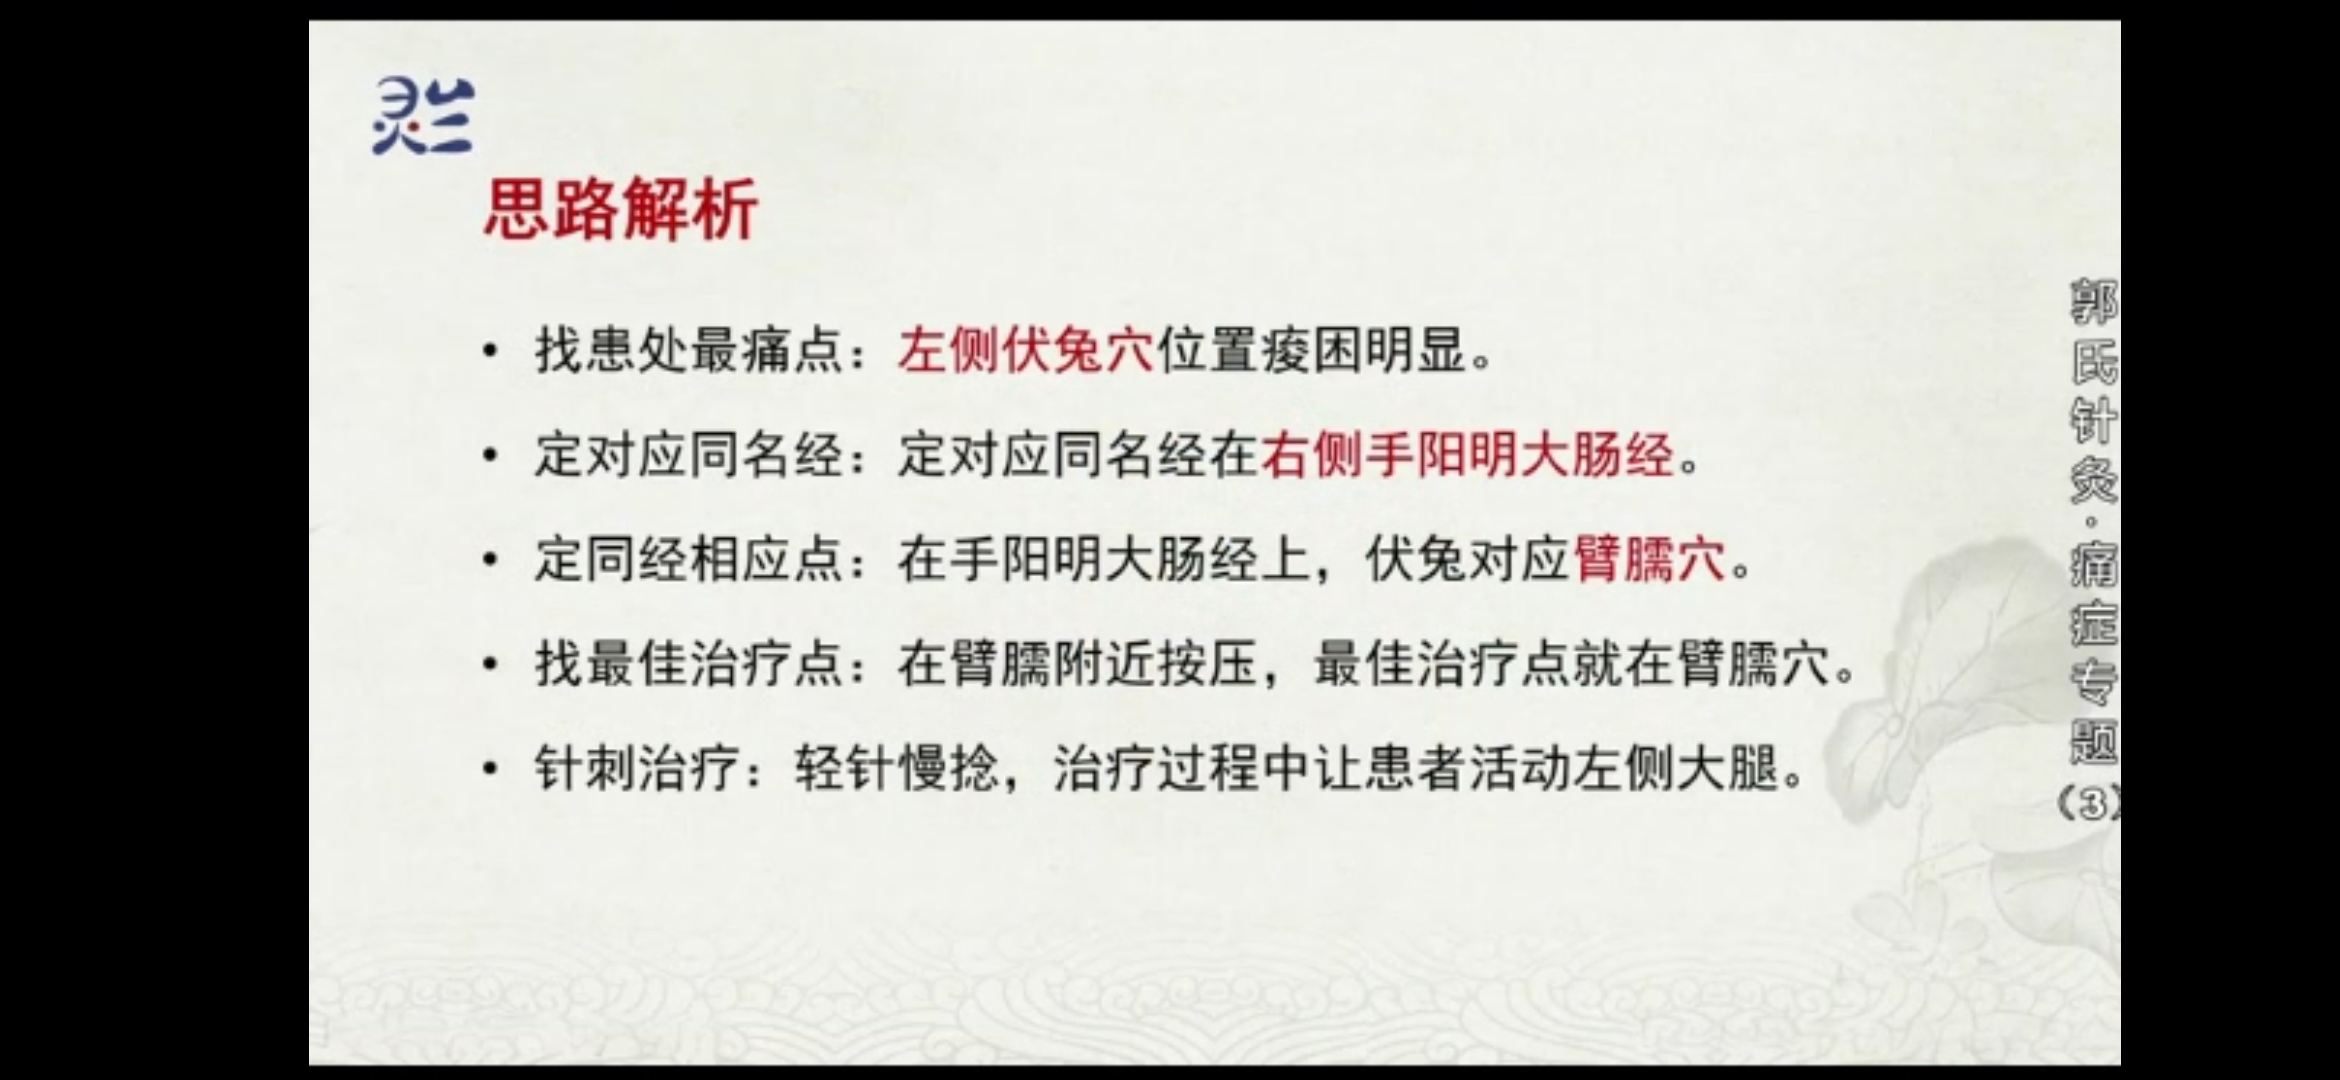 灵兰
思路解析
• 找患处最痛点：左侧伏兔穴位置痠困明显。
• 定对应同名经：定对应同名经在右侧手阳明大肠经。
• 定同经相应点：在手阳明大肠经上，伏兔对应臂臑穴。
• 找最佳治疗点：在臂臑附近按压，最佳治疗点就在臂臑穴。
• 针刺治疗：轻针慢捻，治疗过程中让患者活动左侧大腿。
郭氏针灸·痛症专题（3）